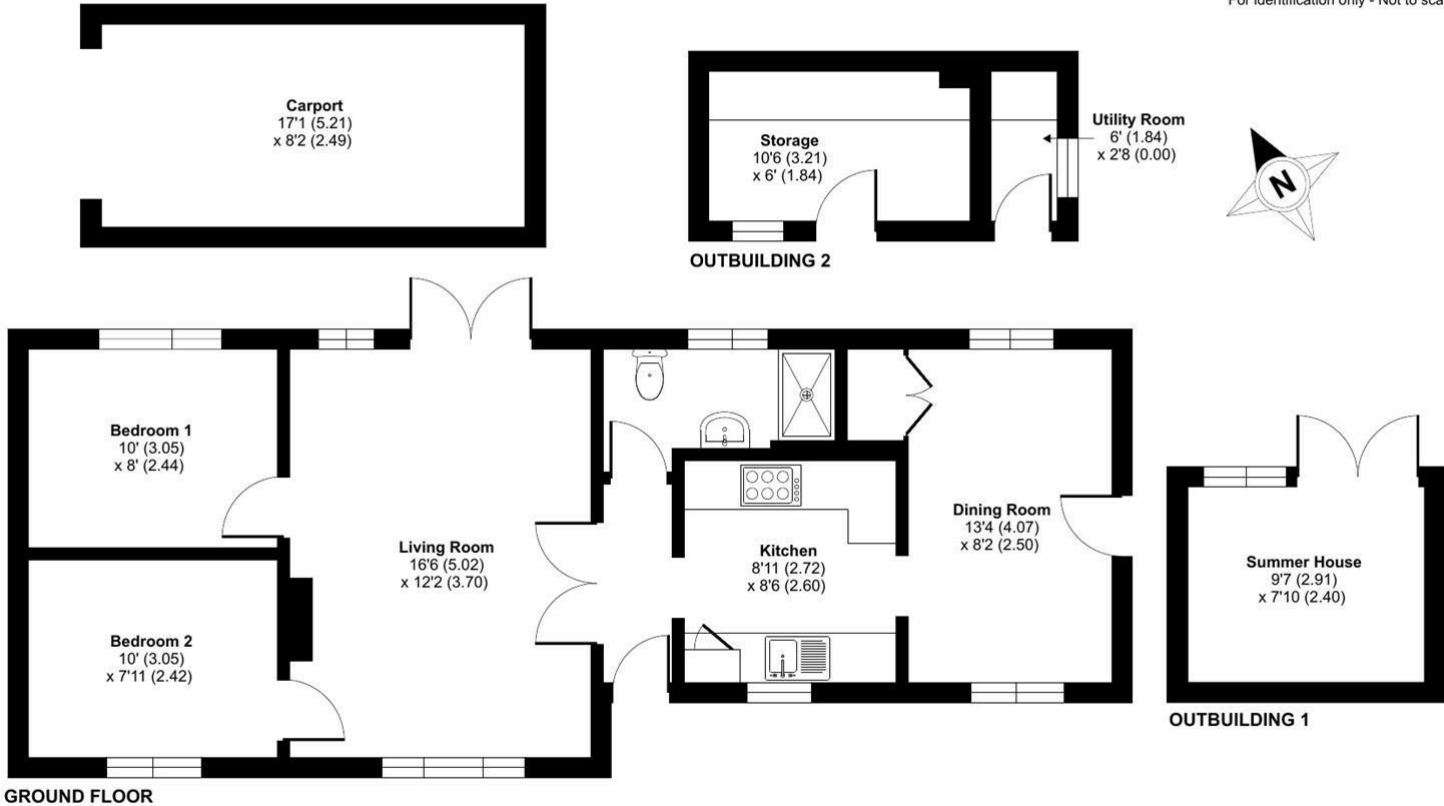 For identification only - Not to sca
Carport
17'1 (5.21)
x 8'2 (2.49)
Storage
10'6 (3.21)
x 6' (1.84)
Utility Room
6' (1.84)
x 2'8 (0.00)
N
OUTBUILDING 2
Bedroom 1
10' (3.05)
x 8' (2.44)
Living Room
16'6 (5.02)
x 12'2 (3.70)
Kitchen
8'11 (2.72)
x 8'6 (2.60)
Dining Room
13'4 (4.07)
x 8'2 (2.50)
Summer House
9'7 (2.91)
x 7'10 (2.40)
Bedroom 2
10' (3.05)
x 7'11 (2.42)
OUTBUILDING 1
GROUND FLOOR